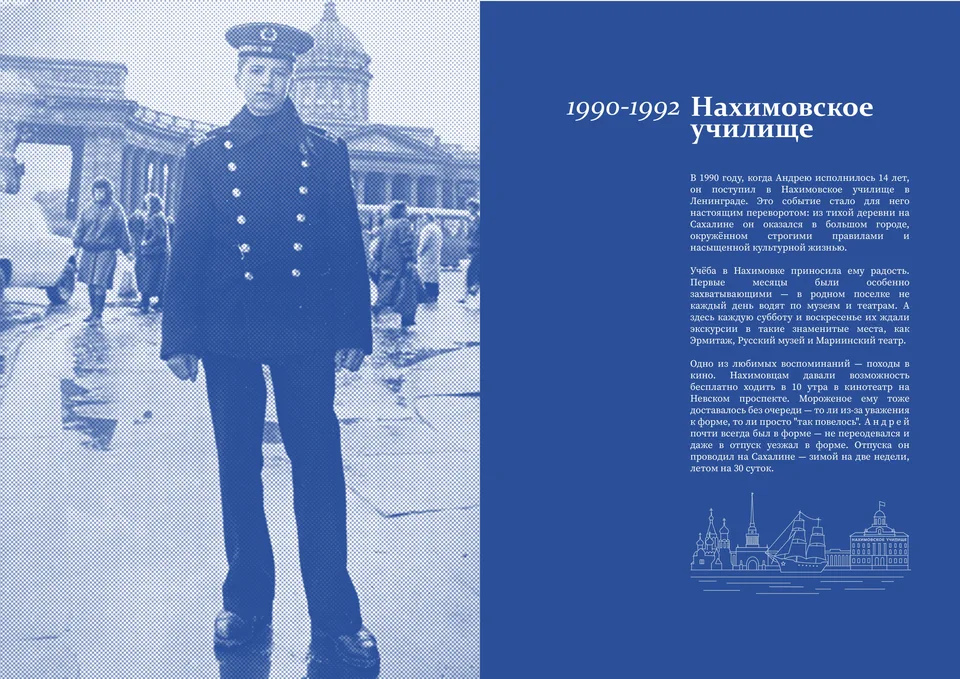 1990-1992 Нахимовское
училище
В 1990 году, когда Андрею исполнилось 14 лет,
он поступил в Нахимовское училище в
Ленинграде. Это событие стало для него
настоящим переворотом: из тихой деревни на
Сахалине он оказался в большом городе,
окружённом строгими правилами и
насыщенной культурной жизнью.
Учёба в Нахимовке приносила ему радость.
Первые месяцы были особенно
захватывающими — в родном поселке не
каждый день водят по музеям и театрам. А
здесь каждую субботу и воскресенье их ждали
экскурсии в такие знаменитые места, как
Эрмитаж, Русский музей и Мариинский театр.
Одно из любимых воспоминаний — походы в
кино. Нахимовцам давали возможность
бесплатно ходить в 10 утра в кинотеатр на
Невском проспекте. Мороженое ему тоже
доставалось без очереди — то ли из-за уважения
к форме, то ли просто "так повелось". Андрей
почти всегда был в форме — не переодевался и
даже в отпуск уезжал в форме. Отпуска он
проводил на Сахалине — зимой на две недели,
летом на 30 суток.
НАХИМОВСКОЕ УЧИЛИЩЕ